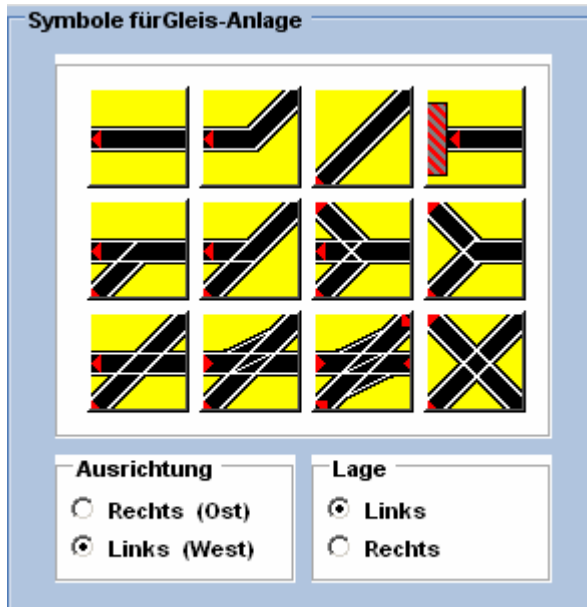 Symbole fürGleis-Anlage
Ausrichtung
Rechts (Ost)
Links (West)
Lage
Links
Rechts